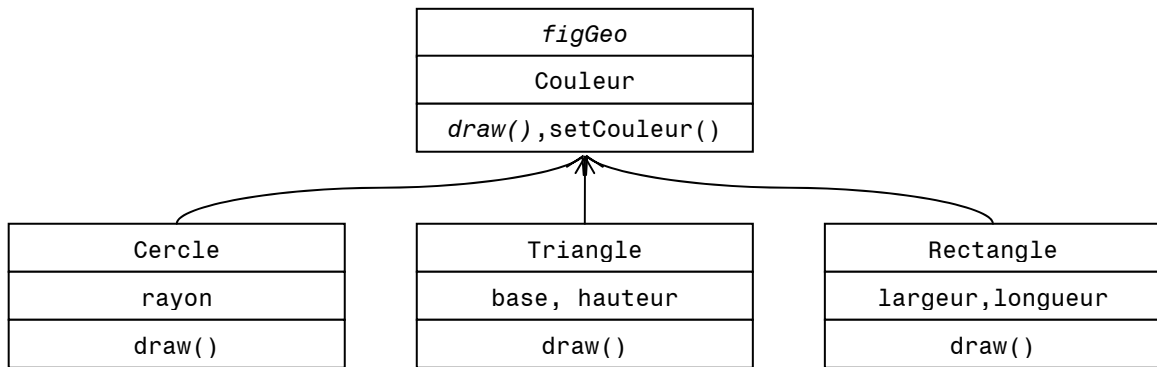 figGeo
Couleur
draw(),setCouleur()
Cercle
rayon
draw()
Triangle
base, hauteur
draw()
Rectangle
largeur,longueur
draw()